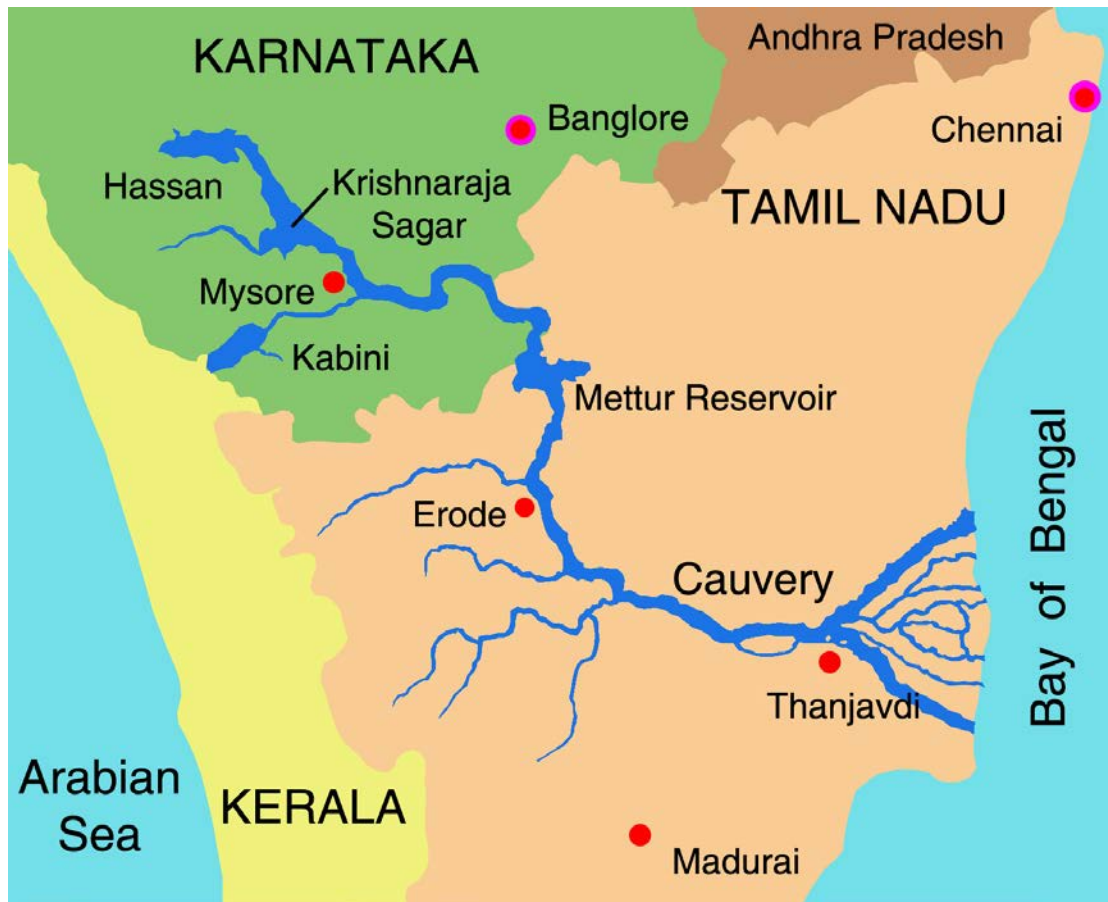 KARNATAKA
Andhra Pradesh
Banglore
Chennai
Hassan
Krishnaraja
Sagar
TAMIL NADU
Mysore
Kabini
Mettur Reservoir
Erode
Cauvery
Bay of Bengal
Thanjavdi
Arabian
Sea
KERALA
Madurai